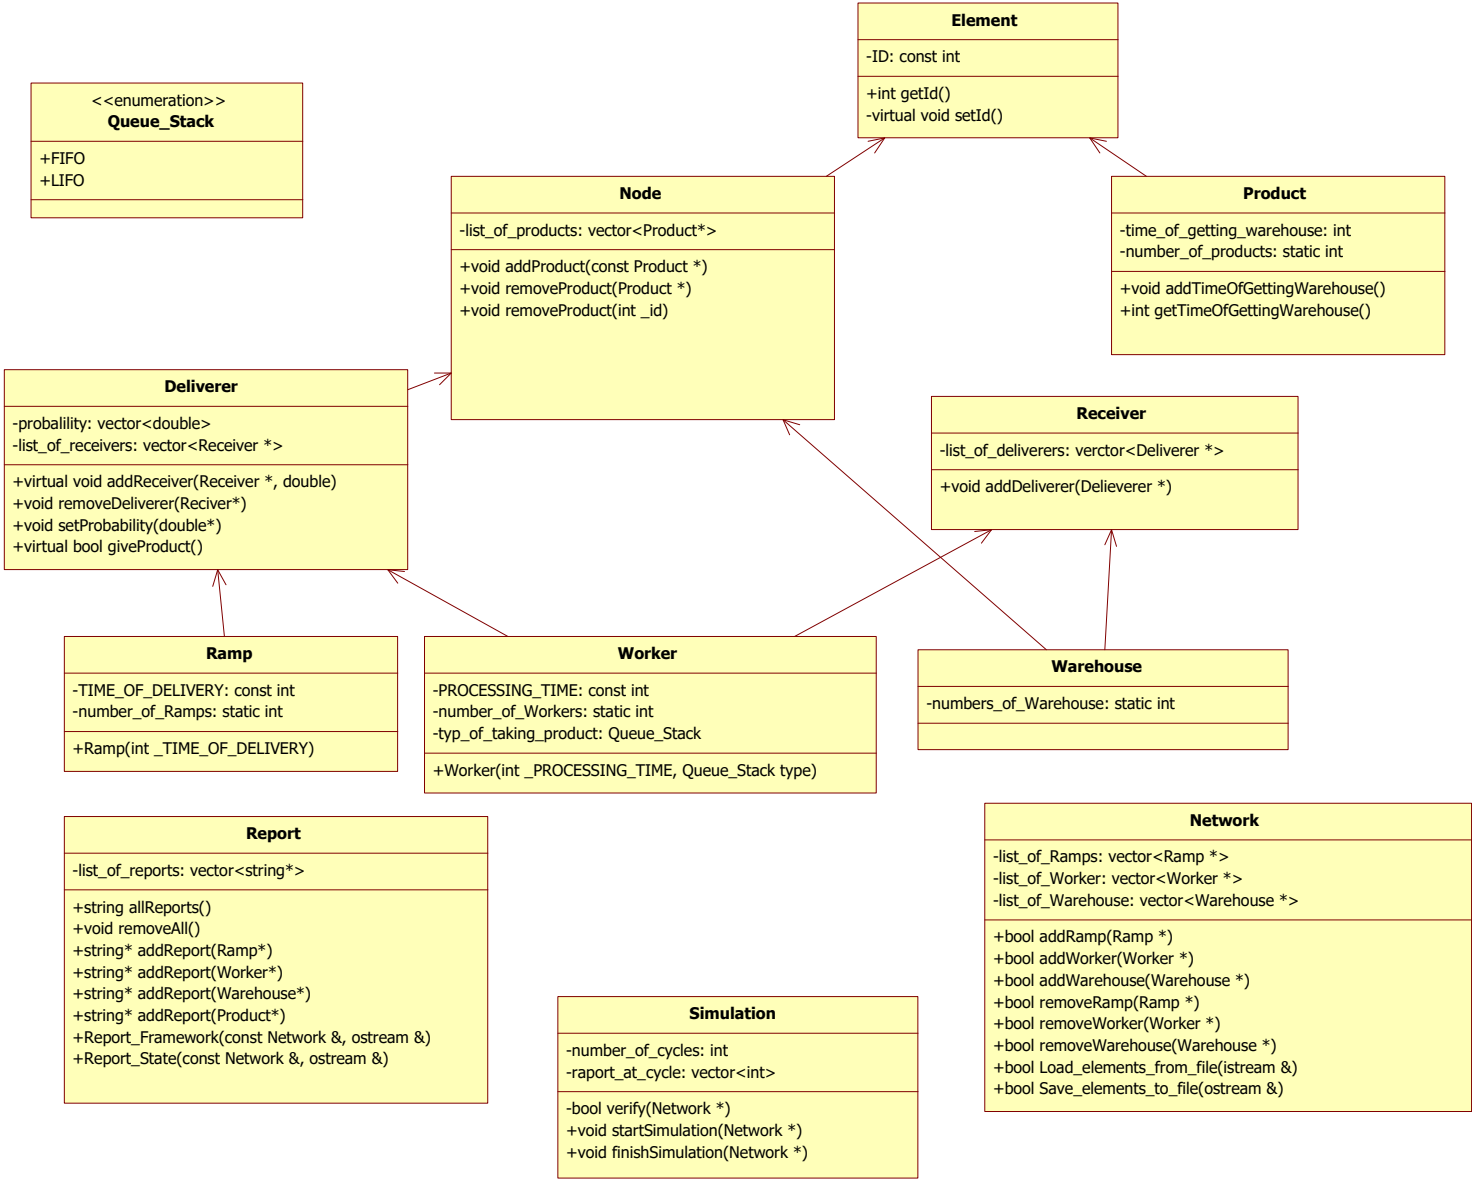 Element
-ID: const int
+int getId()
-virtual void setId()
<<enumeration>>
Queue_Stack
+FIFO
+LIFO
Node
-list_of_products: vector<Product*>
+void addProduct(const Product *)
+void removeProduct(Product *)
+void removeProduct(int _id)
Product
-time_of_getting_warehouse: int
-number_of_products: static int
+void addTimeOfGettingWarehouse()
+int getTimeOfGettingWarehouse()
Deliverer
-probalility: vector<double>
-list_of_receivers: vector<Receiver *>
+virtual void addReceiver(Receiver *, double)
+void removeDeliverer(Reciver*)
+void setProbability(double*)
+virtual bool giveProduct()
Receiver
-list_of_deliverers: verctor<Deliverer *>
+void addDeliverer(Delieverer *)
Ramp
-TIME_OF_DELIVERY: const int
-number_of_Ramps: static int
+Ramp(int _TIME_OF_DELIVERY)
Worker
-PROCESSING_TIME: const int
-number_of_Workers: static int
-typ_of_taking_product: Queue_Stack
+Worker(int _PROCESSING_TIME, Queue_Stack type)
Warehouse
-numbers_of_Warehouse: static int
Report
-list_of_reports: vector<string*>
+string allReports()
+void removeAll()
+string* addReport(Ramp*)
+string* addReport(Worker*)
+string* addReport(Warehouse*)
+string* addReport(Product*)
+Report_Framework(const Network &, ostream &)
+Report_State(const Network &, ostream &)
Simulation
-number_of_cycles: int
-raport_at_cycle: vector<int>
-bool verify(Network *)
+void startSimulation(Network *)
+void finishSimulation(Network *)
Network
-list_of_Ramps: vector<Ramp *>
-list_of_Worker: vector<Worker *>
-list_of_Warehouse: vector<Warehouse *>
+bool addRamp(Ramp *)
+bool addWorker(Worker *)
+bool addWarehouse(Warehouse *)
+bool removeRamp(Ramp *)
+bool removeWorker(Worker *)
+bool removeWarehouse(Warehouse *)
+bool Load_elements_from_file(istream &)
+bool Save_elements_to_file(ostream &)